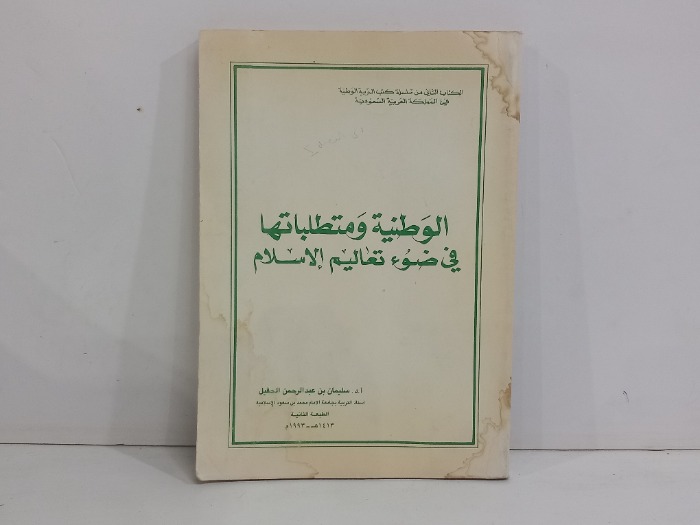 الكتاب الثاني من سلسلة كتب التربية الوطنية
في المملكة العربية السعودية
الوطنية ومتطلباتها
في ضوء تعاليم الإسلام
أ.د. سليمان بن عبدالرحمن الحقيل
استاذ التربية بجامعة الإمام محمد بن سعود الإسلامية
الطبعة الثانية
١٤١٣هـ - ١٩٩٣م